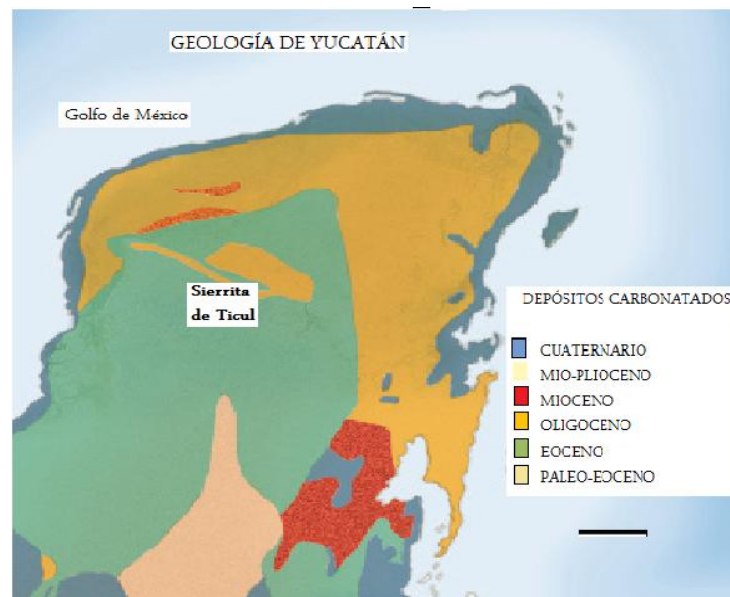 GEOLOGÍA DE YUCATÁN
Golfo de México
Sierrita
de Ticul
DEPÓSITOS CARBONATADOS
CUATERNARIO
MIO-PLIOCENO
MIOCENO
OLIGOCENO
EOCENO
PALEO-EOCENO